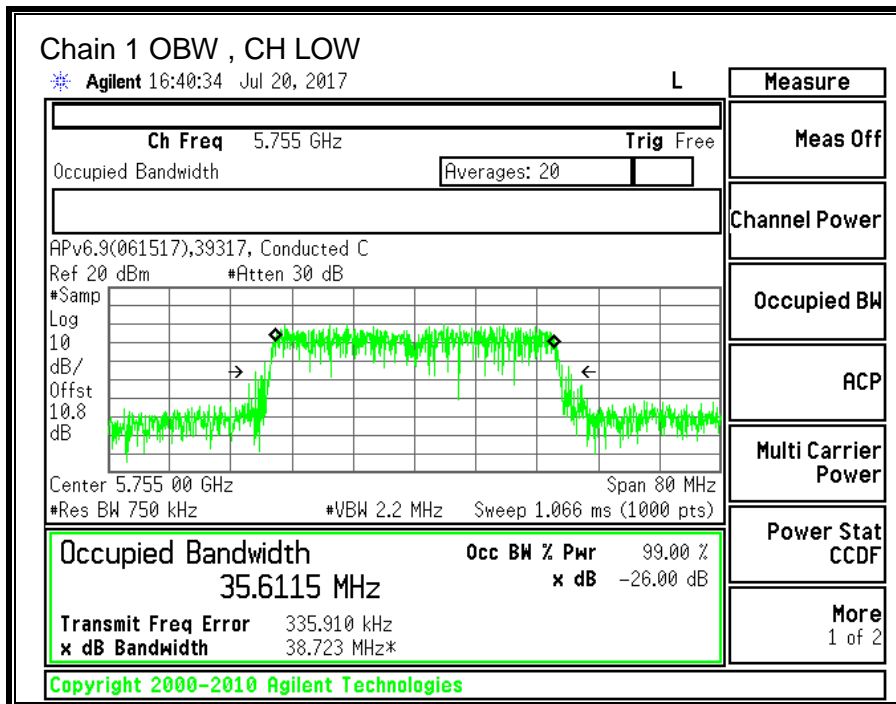 Chain 1 OBW , CH LOW
Agilent 16:40:34 Jul 20, 2017 L Measure
Ch Freq 5.755 GHz Trig Free
Meas Off
Occupied Bandwidth Averages: 20
Channel Power
APv6.9(061517),39317, Conducted C
Ref 20 dBm #Atten 30 dB
#Samp
Log
10
dB/
Offst
10.8
dB
Occupied BW
ACP
Center 5.755 00 GHz Span 80 MHz
#Res BW 750 kHz #VBW 2.2 MHz Sweep 1.066 ms (1000 pts)
Multi Carrier
Power
Occupied Bandwidth Occ BW % Pwr 99.00 %
35.6115 MHz x dB -26.00 dB
Power Stat
CCDF
Transmit Freq Error 335.910 kHz
x dB Bandwidth 38.723 MHz*
More
1 of 2
Copyright 2000-2010 Agilent Technologies